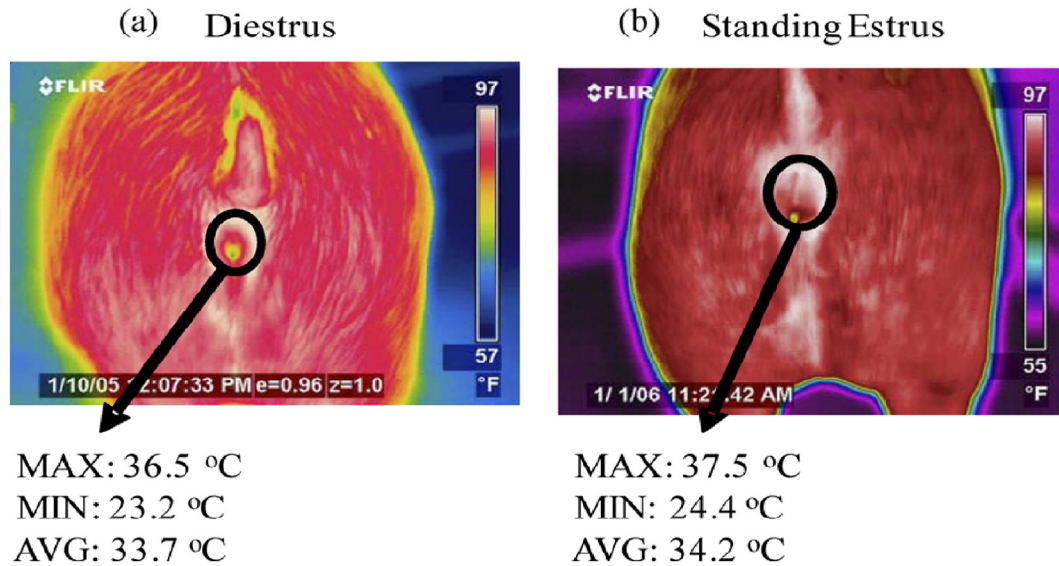 (a) Diestrus
(b) Standing Estrus
FLIR
97
57
°F
1/10/05 2:07:33 PM e=0.96 z=1.0
FLIR
97
55
°F
1/ 1/06 11:2 .42 AM
MAX: 36.5 °C
MIN: 23.2 °C
AVG: 33.7 °C
MAX: 37.5 °C
MIN: 24.4 °C
AVG: 34.2 °C